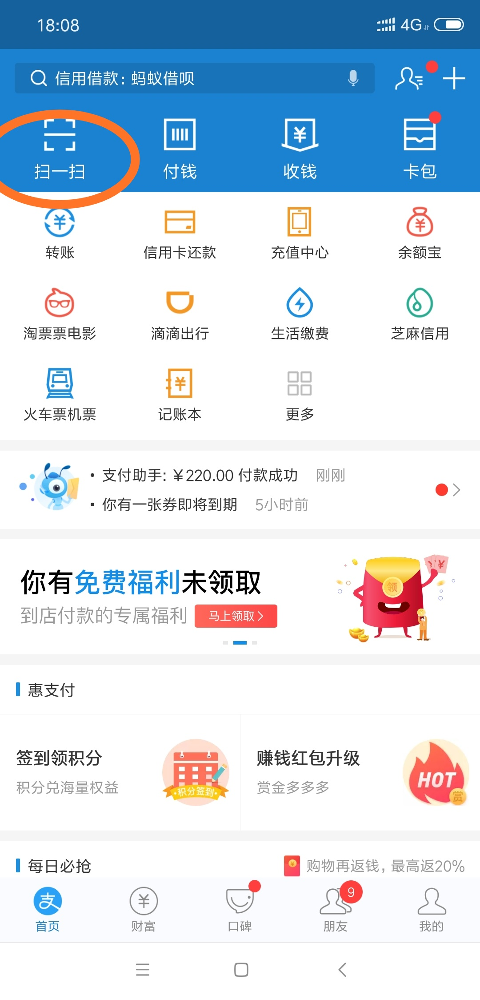 18:08
4G
信用借款：蚂蚁借呗
扫一扫
付钱
收钱
卡包
转账
信用卡还款
充值中心
余额宝
淘票票电影
滴滴出行
生活缴费
芝麻信用
火车票机票
记账本
更多
· 支付助手: ￥220.00 付款成功 刚刚
· 你有一张券即将到期 5小时前
你有免费福利未领取
到店付款的专属福利
马上领取>
领
惠支付
签到领积分
积分兑海量权益
·积分签到·
赚钱红包升级
赏金多多多
HOT
赏
每日必抢
购物再返钱，最高返20%
支
首页
财富
口碑
9
朋友
我的